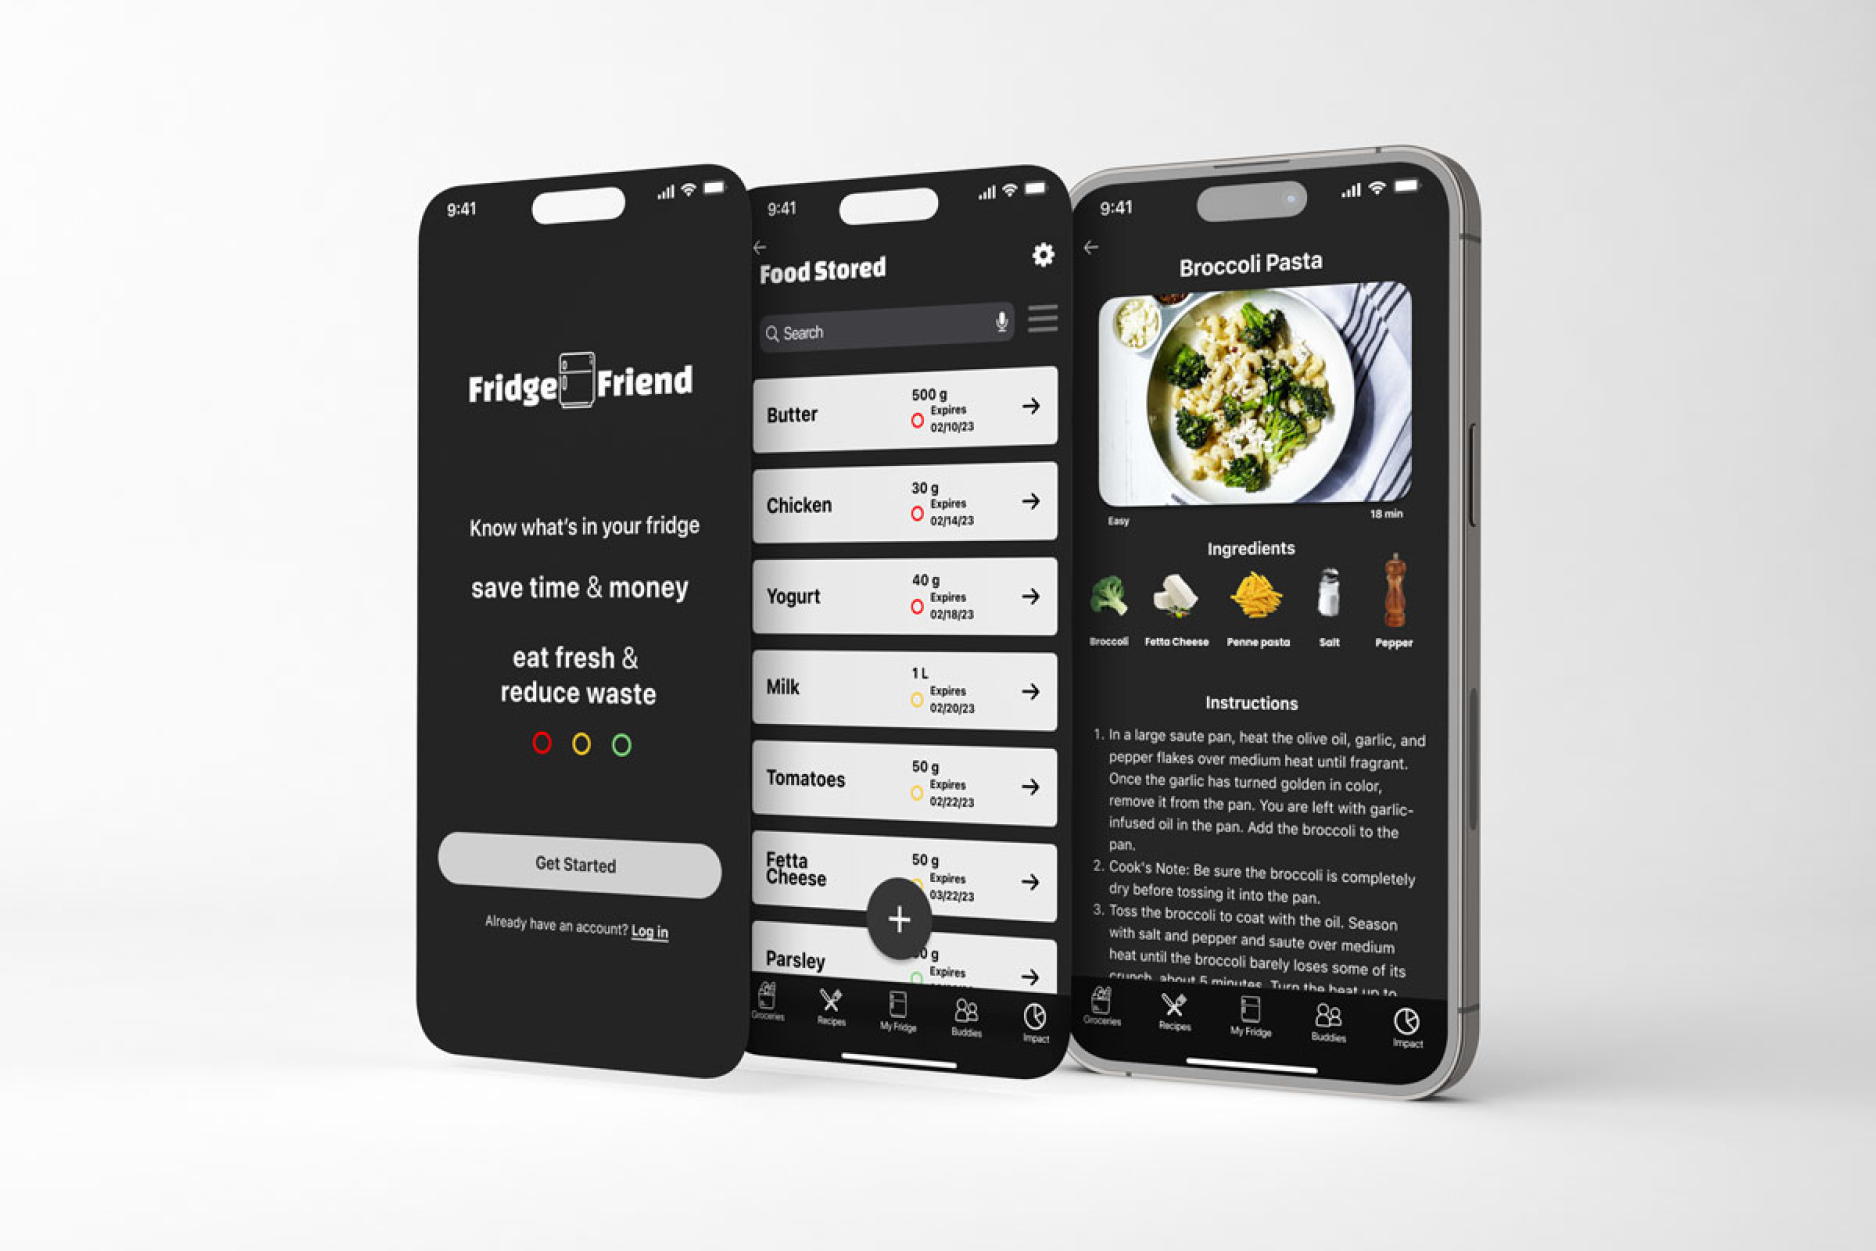 9:41
Fridge Friend
Know what's in your fridge
save time & money
eat fresh &
reduce waste
Get Started
Already have an account? Log in
9:41
Food Stored
Search
Butter
500 g
Expires
02/10/23
Chicken
30 g
Expires
02/14/23
Yogurt
40 g
Expires
02/18/23
Milk
1 L
Expires
02/20/23
Tomatoes
50 g
Expires
02/22/23
Fetta
Cheese
50 g
Expires
03/22/23
Parsley
g
Expires
Groceries
Recipes
My Fridge
Buddies
Impact
9:41
Broccoli Pasta
Easy
18 min
Ingredients
Broccoli
Fetta Cheese
Penne pasta
Salt
Pepper
Instructions
1. In a large saute pan, heat the olive oil, garlic, and
pepper flakes over medium heat until fragrant.
Once the garlic has turned golden in color,
remove it from the pan. You are left with garlic-
infused oil in the pan. Add the broccoli to the
pan.
2. Cook's Note: Be sure the broccoli is completely
dry before tossing it into the pan.
3. Toss the broccoli to coat with the oil. Season
with salt and pepper and saute over medium
heat until the broccoli barely loses some of its
crunch, about 5 minutes. Turn the heat up to
Groceries
Recipes
My Fridge
Buddies
Impact